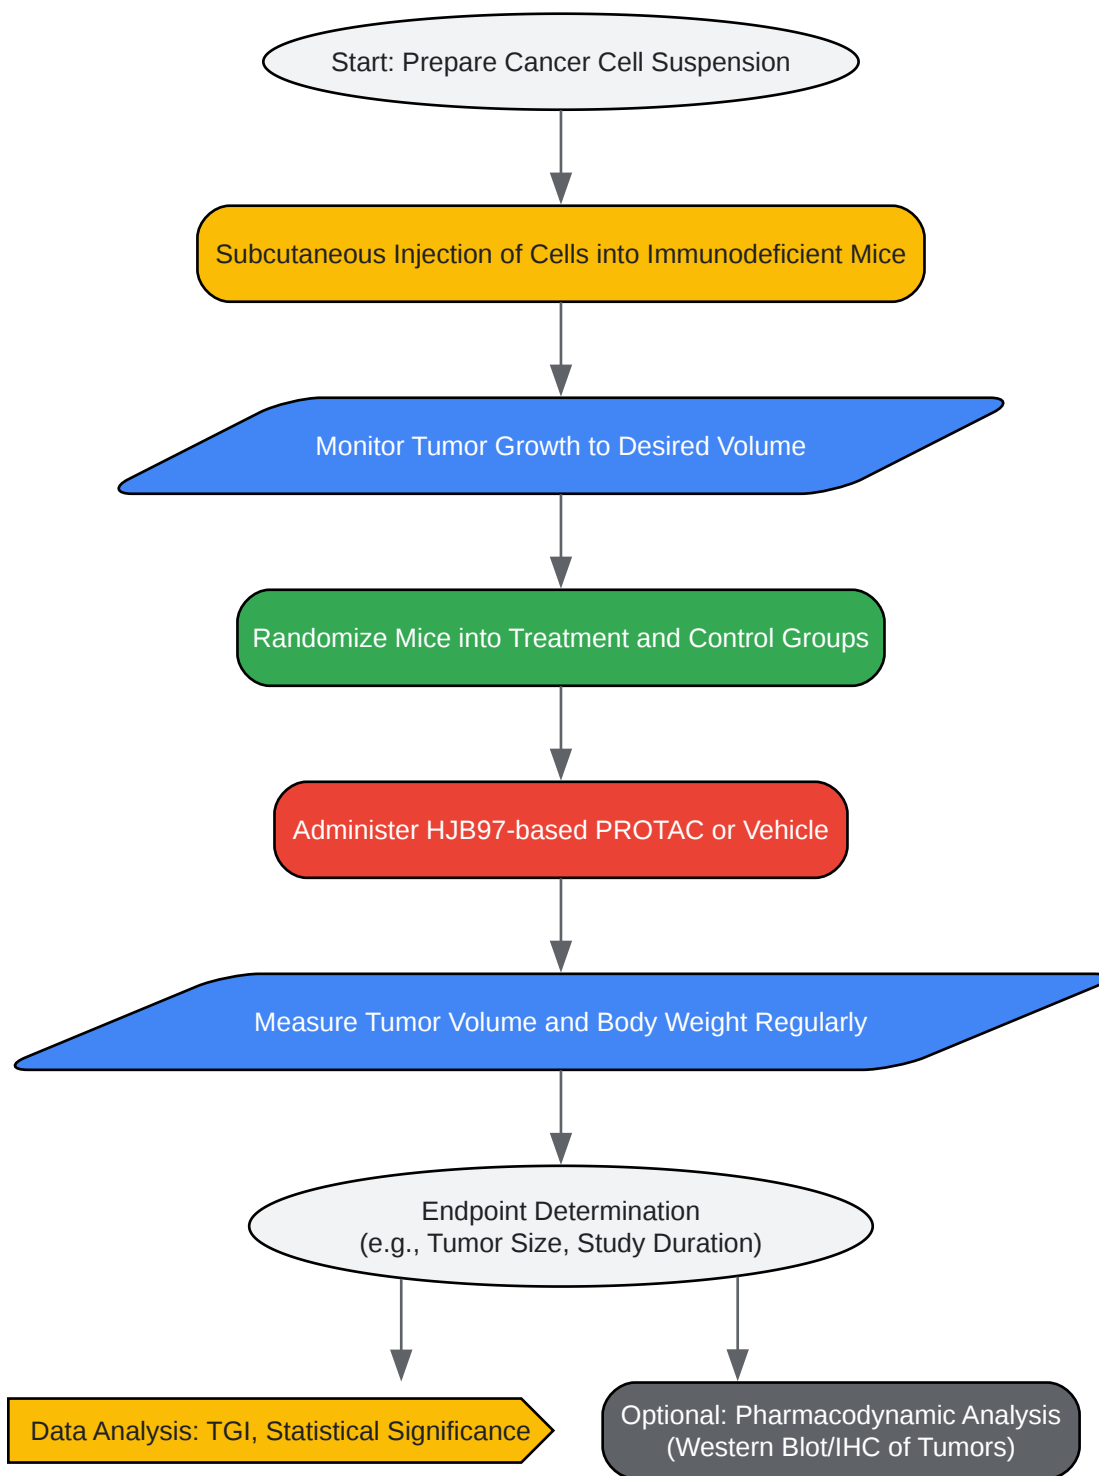 Start: Prepare Cancer Cell Suspension
Subcutaneous Injection of Cells into Immunodeficient Mice
Monitor Tumor Growth to Desired Volume
Randomize Mice into Treatment and Control Groups
Administer HJB97-based PROTAC or Vehicle
Measure Tumor Volume and Body Weight Regularly
Endpoint Determination
(e.g., Tumor Size, Study Duration)
Data Analysis: TGI, Statistical Significance
Optional: Pharmacodynamic Analysis
(Western Blot/IHC of Tumors)